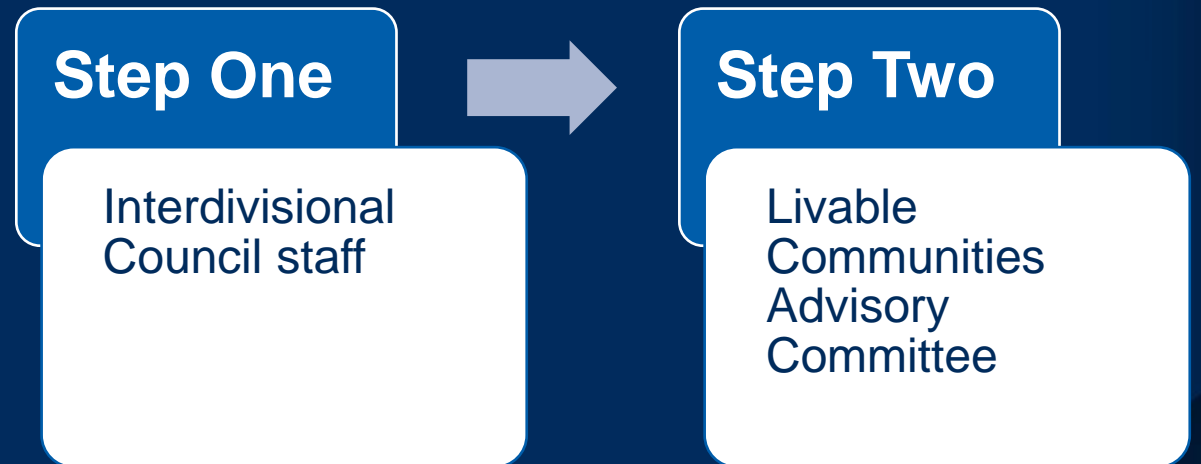 Step One
Interdivisional
Council staff
Step Two
Livable
Communities
Advisory
Committee